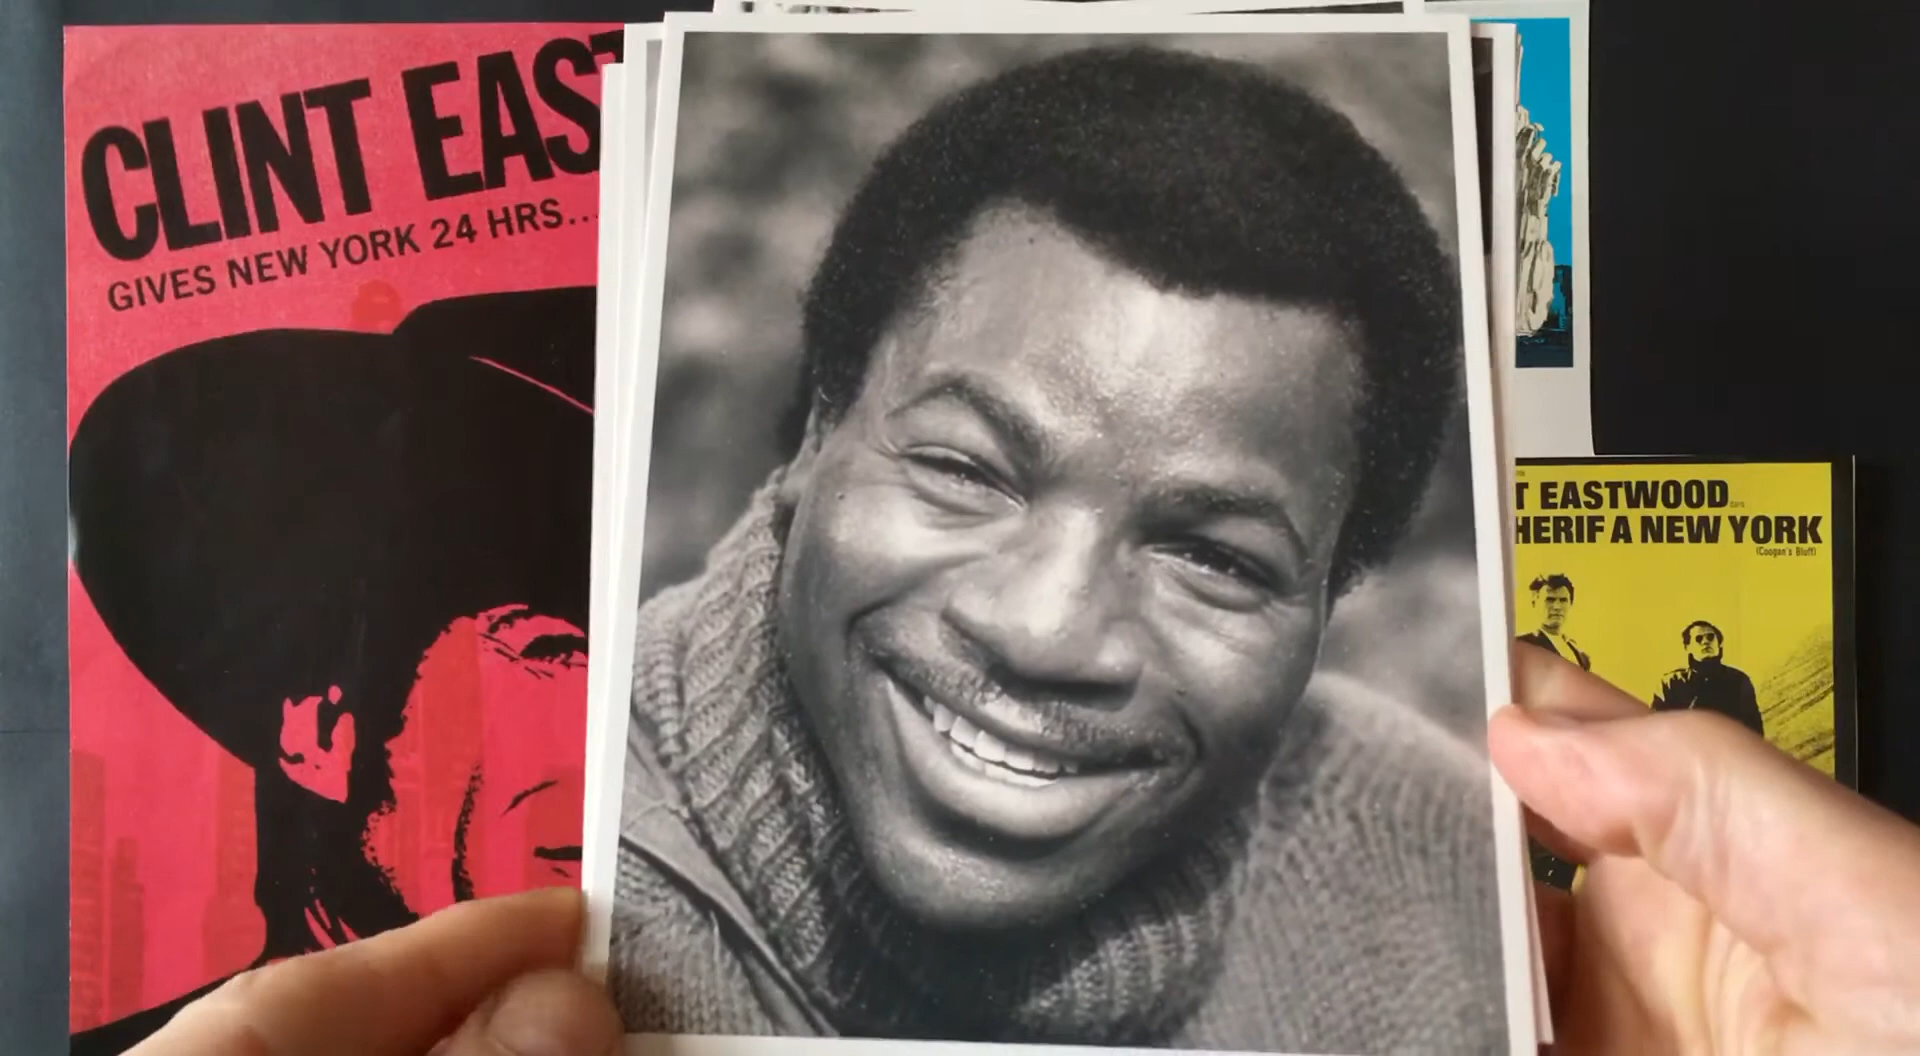 CLINT EAST
GIVES NEW YORK 24 HRS...
T EASTWOOD
HERIF A NEW YORK
(Coogan's Bluff)